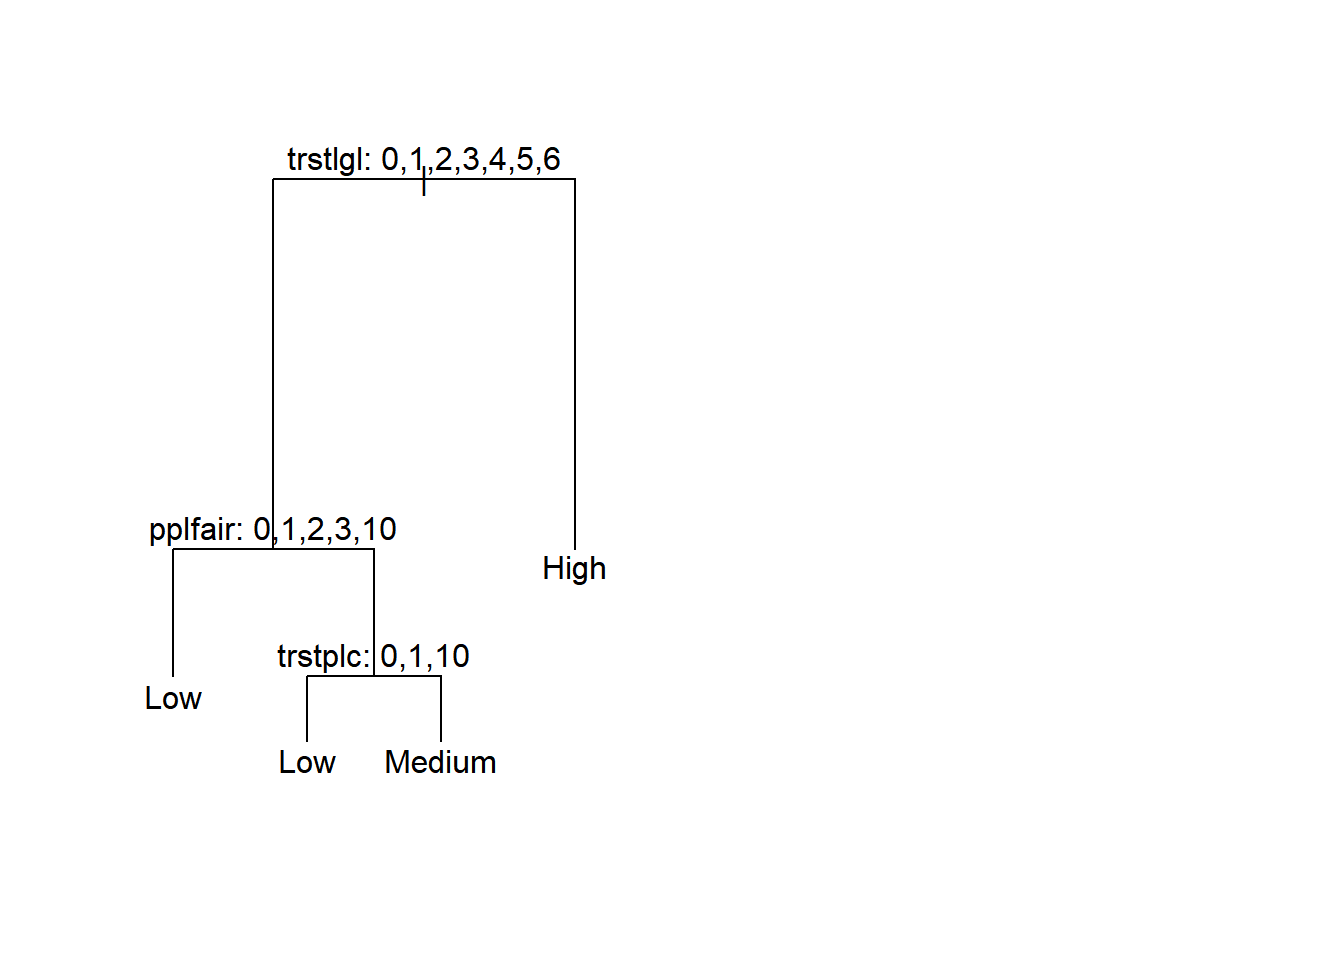 trstlgl: 0,1,2,3,4,5,6
pplfair: 0,1,2,3,10
High
trstplc: 0,1,10
Low
Low
Medium